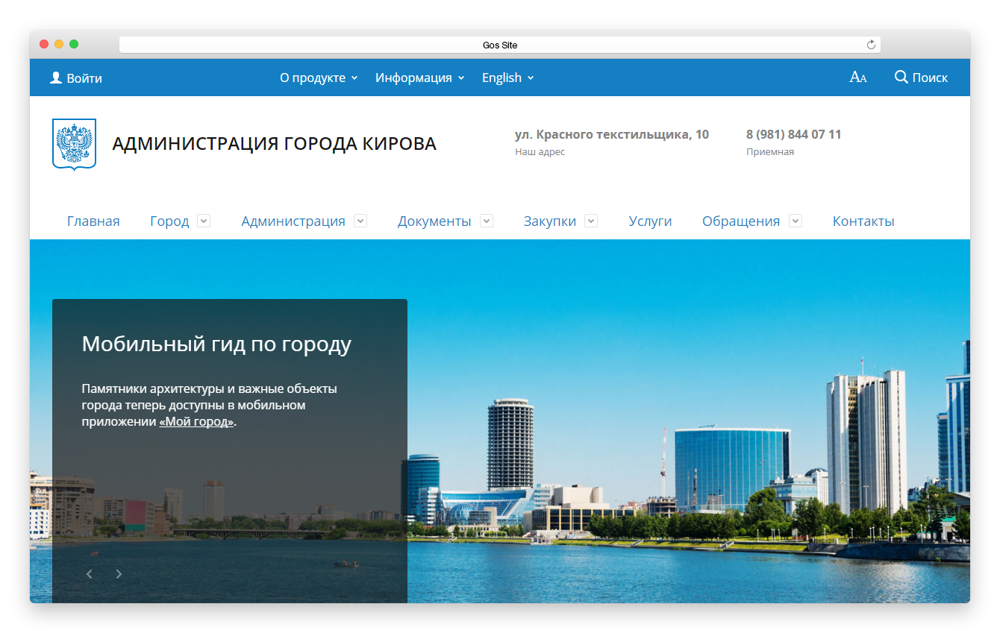 Gos Site
Войти
О продукте
Информация
English
AA
Поиск
АДМИНИСТРАЦИЯ ГОРОДА КИРОВА
ул. Красного текстильщика, 10
Наш адрес
8 (981) 844 07 11
Приемная
Главная
Город
Администрация
Документы
Закупки
Услуги
Обращения
Контакты
Мобильный гид по городу
Памятники архитектуры и важные объекты
города теперь доступны в мобильном
приложении «Мой город».